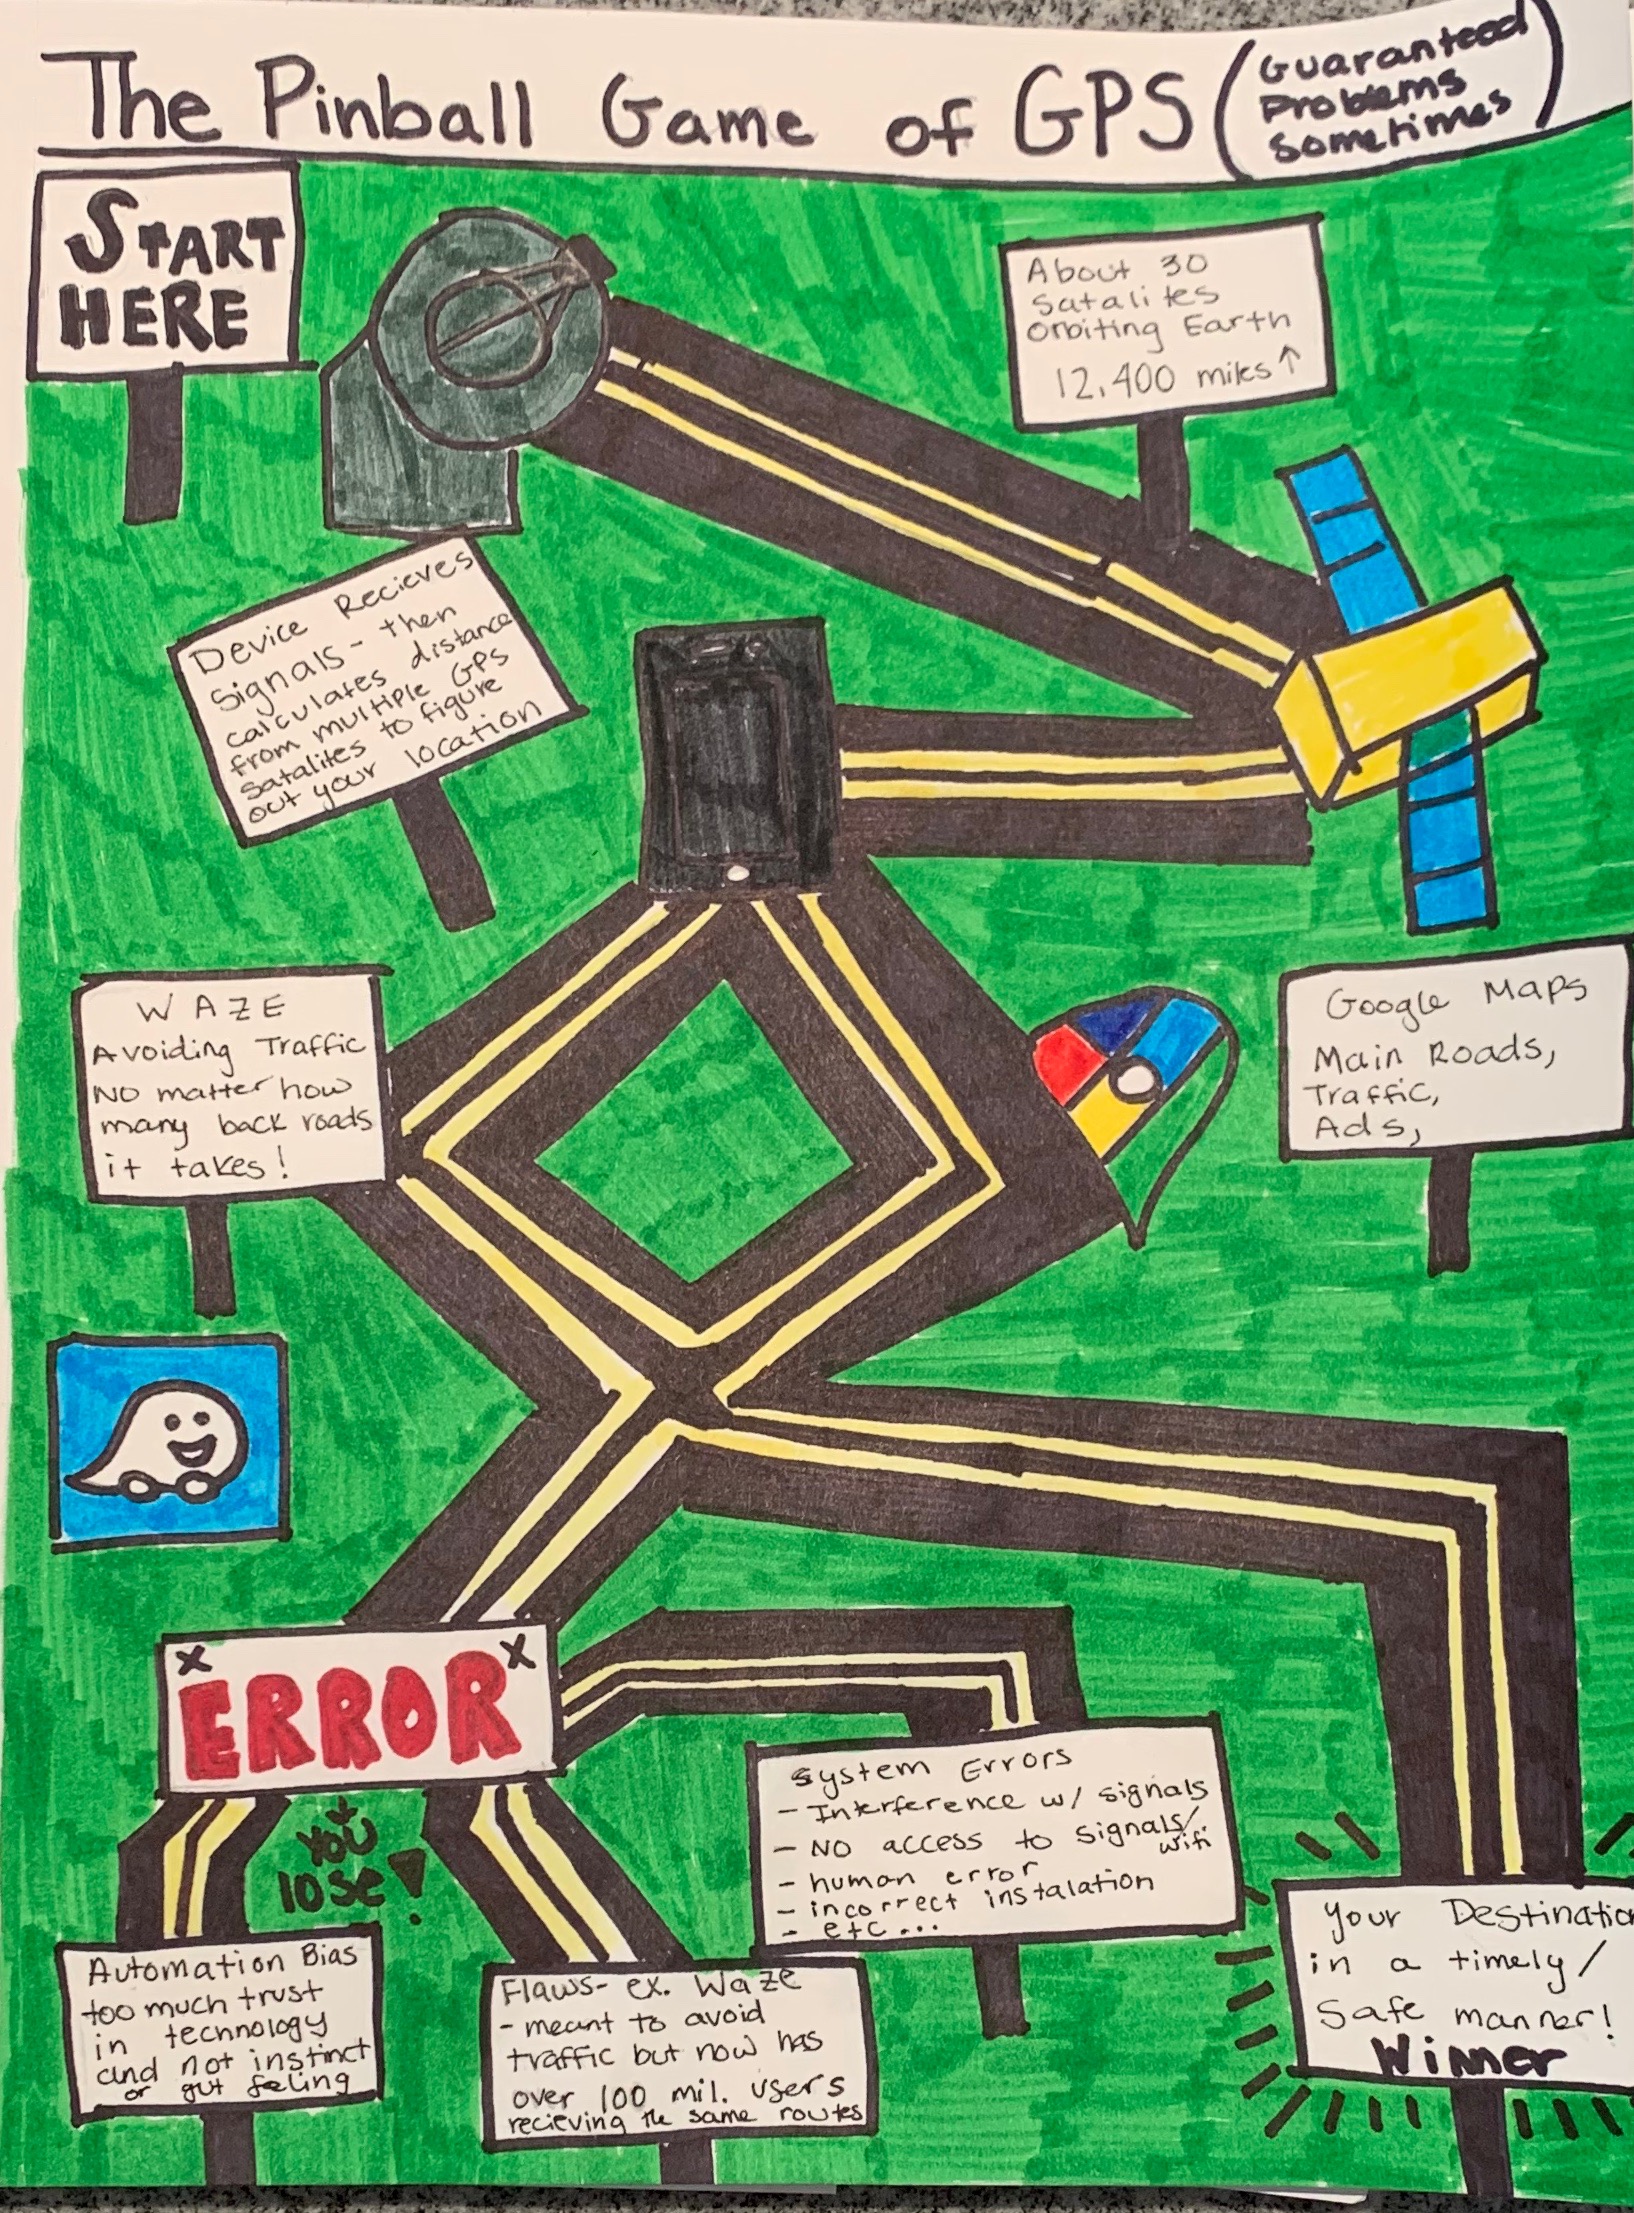 The Pinball Game of GPS (Guaranteed
Problems
Sometimes)
START
HERE
About 30
Satalites
Orbiting Earth
12,400 miles ↑
Device Recieves
Signals - then
calculates distance
from multiple GPS
Satalites to figure
out your location
WAZE
Avoiding Traffic
No matter how
many back roads
it takes!
Google Maps
Main Roads,
Traffic,
Ads,
x ERROR x
You
lose!
System Errors
- Interference w/ signals
- No access to signals/
wifi
- human error
- incorrect instalation
- etc...
Automation Bias
too much trust
in technology
and not instinct
or gut feling
Flaws- ex. Waze
- meant to avoid
traffic but now has
over 100 mil. users
recieving the same routes
Your Destination
in a timely/
Safe manner!
Winner